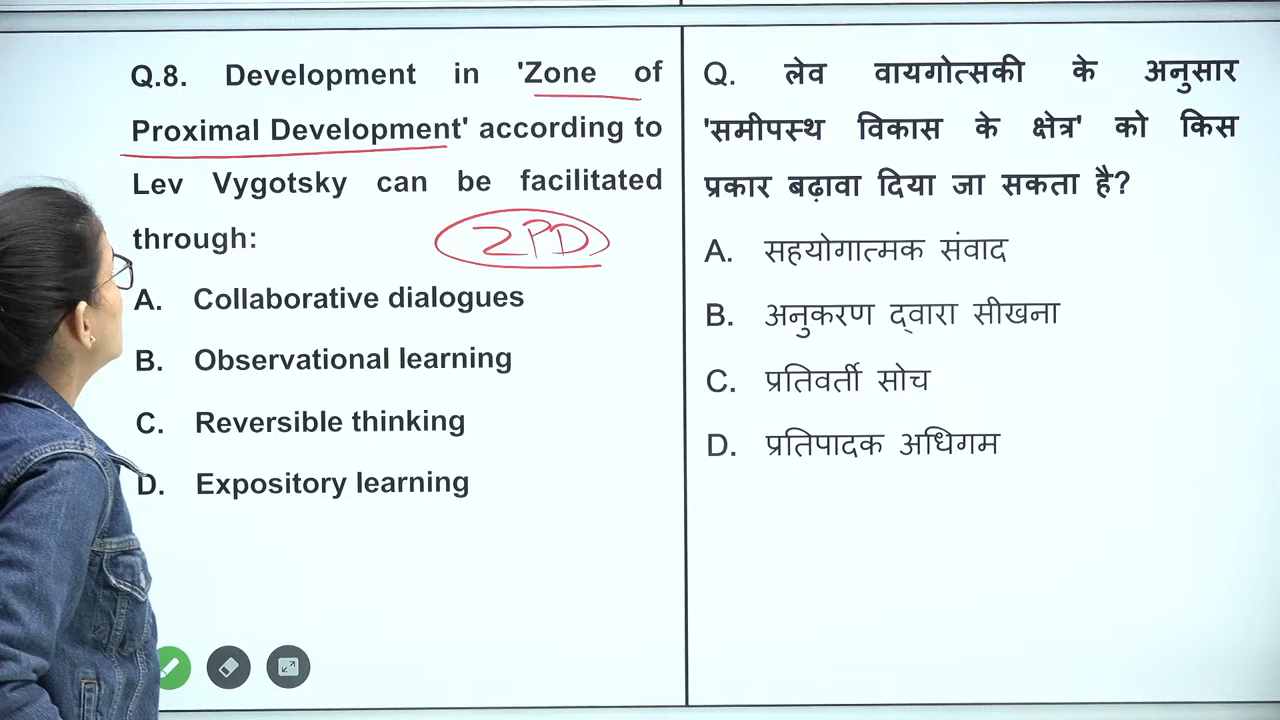 Q.8. Development in 'Zone of
Proximal Development' according to
Lev Vygotsky can be facilitated
through:
ZPD
A. Collaborative dialogues
B. Observational learning
C. Reversible thinking
D. Expository learning
Q. लेव वायगोत्सकी के अनुसार
'समीपस्थ विकास के क्षेत्र' को किस
प्रकार बढ़ावा दिया जा सकता है?
A. सहयोगात्मक संवाद
B. अनुकरण द्वारा सीखना
C. प्रतिवर्ती सोच
D. प्रतिपादक अधिगम